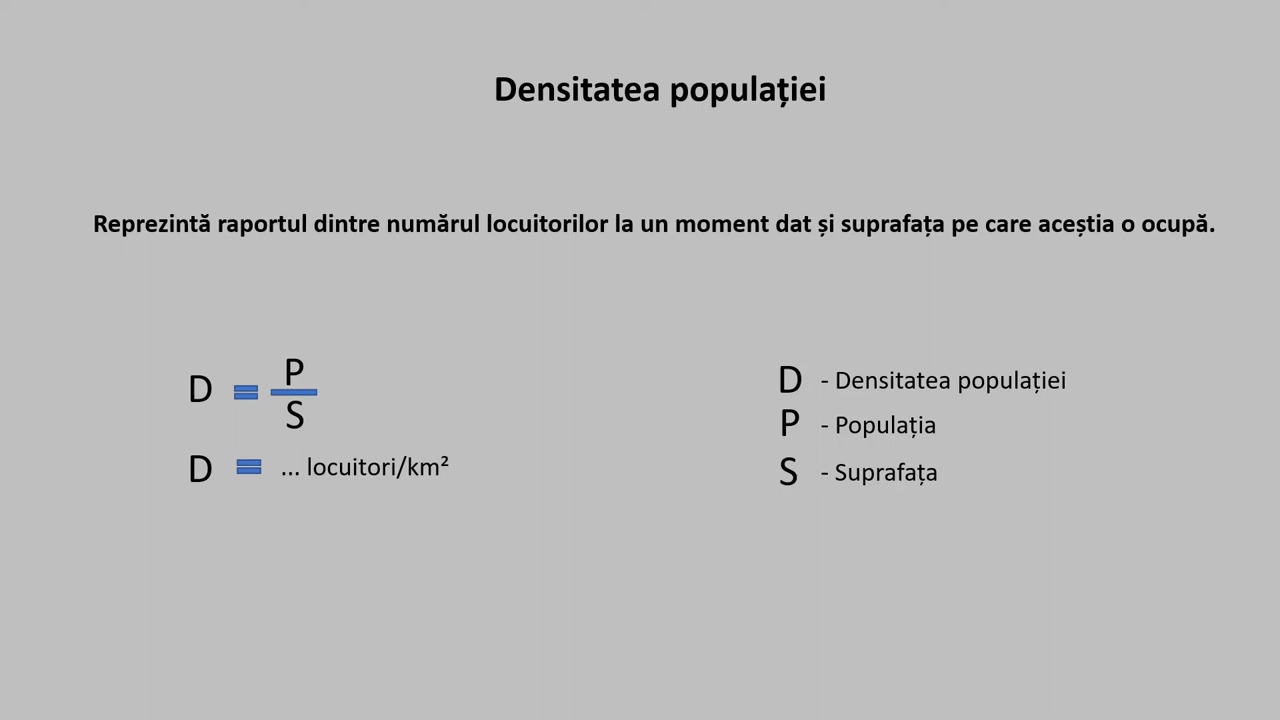 Densitatea populației
Reprezintă raportul dintre numărul locuitorilor la un moment dat și suprafața pe care aceștia o ocupă.
D = P
S
D = ... locuitori/km²
D - Densitatea populației
P - Populația
S - Suprafața